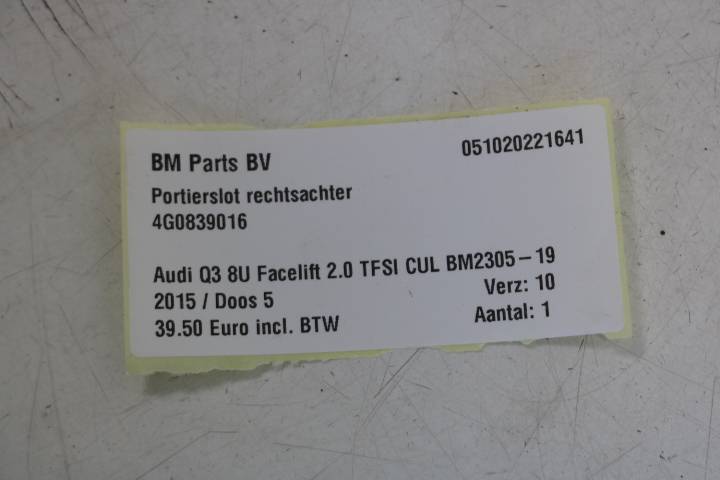 BM Parts BV 051020221641
Portierslot rechtsachter
4G0839016
Audi Q3 8U Facelift 2.0 TFSI CUL BM2305-19
2015 / Doos 5 Verz: 10
39.50 Euro incl. BTW Aantal: 1